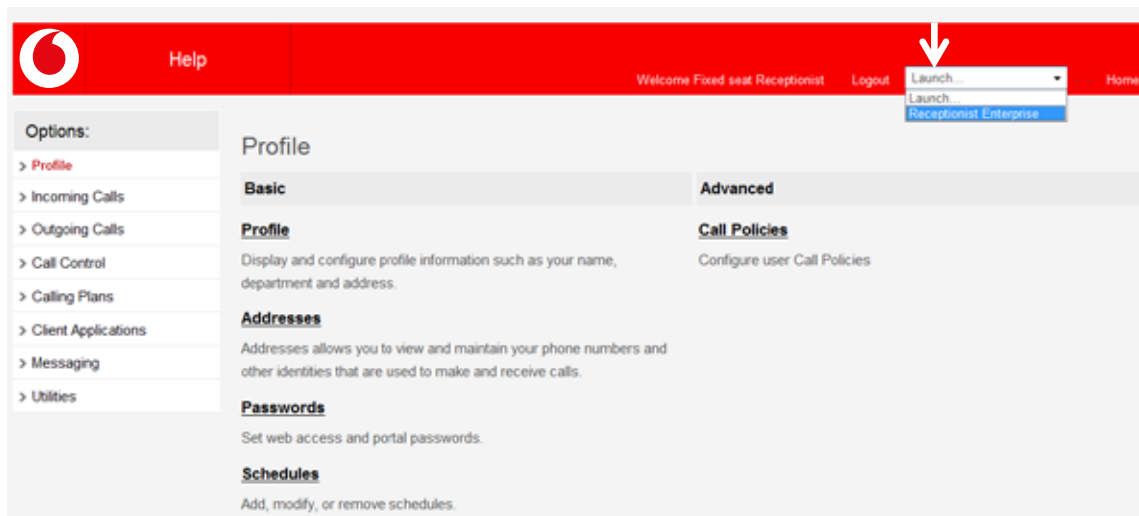 Help
Welcome Fixed seat Receptionist Logout Launch... Home
Launch...
Receptionist Enterprise
Options:
> Profile
> Incoming Calls
> Outgoing Calls
> Call Control
> Calling Plans
> Client Applications
> Messaging
> Utilities
Profile
Basic
Profile
Display and configure profile information such as your name,
department and address.
Addresses
Addresses allows you to view and maintain your phone numbers and
other identities that are used to make and receive calls.
Passwords
Set web access and portal passwords.
Schedules
Add, modify, or remove schedules.
Advanced
Call Policies
Configure user Call Policies